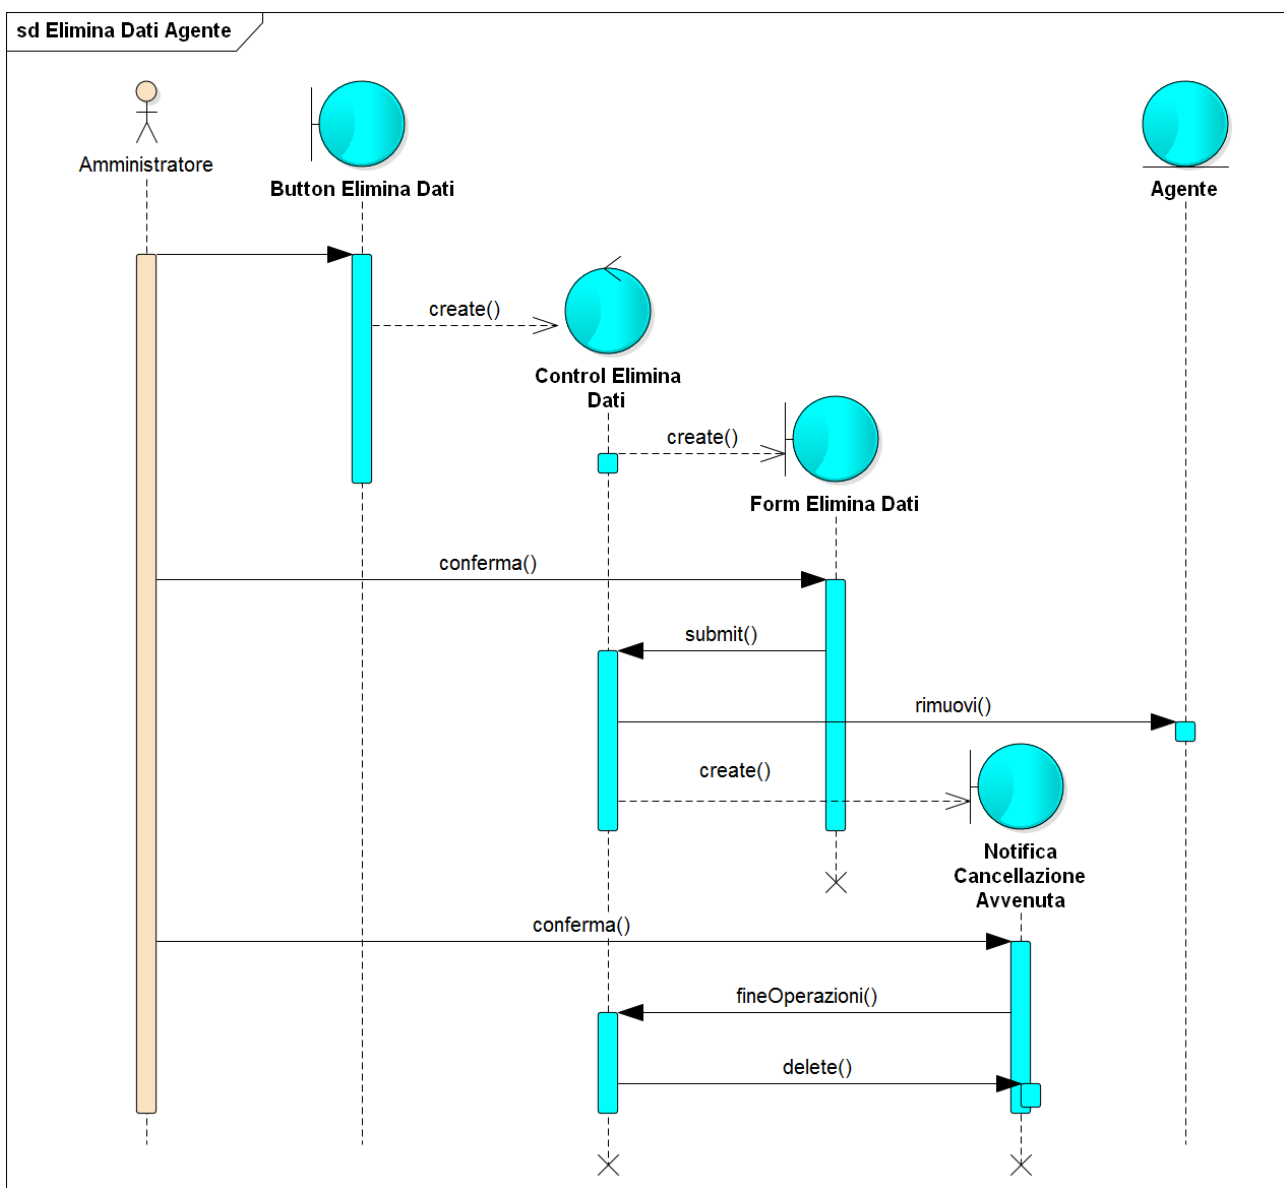 sd Elimina Dati Agente
Amministratore
Button Elimina Dati
Agente
create()
Control Elimina
Dati
create()
Form Elimina Dati
conferma()
submit()
rimuovi()
create()
Notifica
Cancellazione
Avvenuta
conferma()
fineOperazioni()
delete()